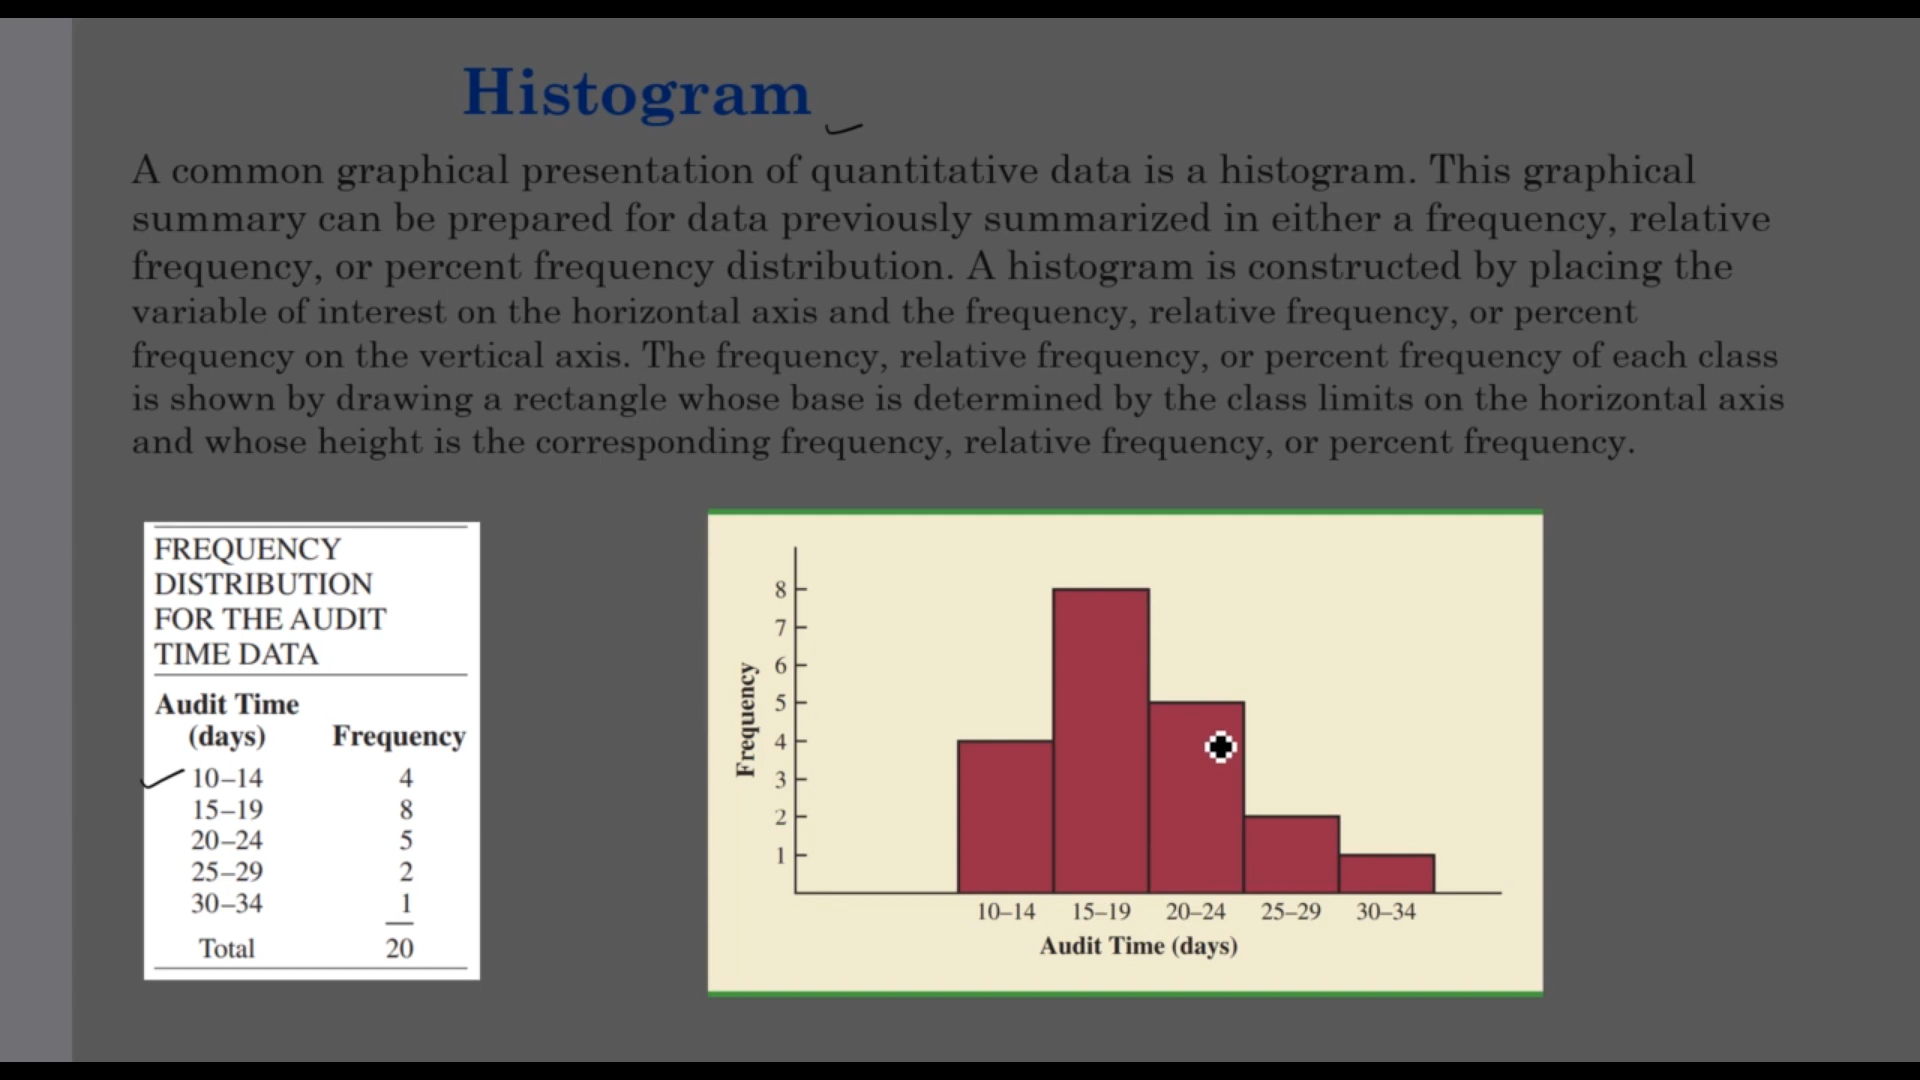 Histogram
A common graphical presentation of quantitative data is a histogram. This graphical
summary can be prepared for data previously summarized in either a frequency, relative
frequency, or percent frequency distribution. A histogram is constructed by placing the
variable of interest on the horizontal axis and the frequency, relative frequency, or percent
frequency on the vertical axis. The frequency, relative frequency, or percent frequency of each class
is shown by drawing a rectangle whose base is determined by the class limits on the horizontal axis
and whose height is the corresponding frequency, relative frequency, or percent frequency.
FREQUENCY
DISTRIBUTION
FOR THE AUDIT
TIME DATA
Audit Time
(days) Frequency
10–14 4
15–19 8
20–24 5
25–29 2
30–34 1
Total 20
Frequency
8
7
6
5
4
3
2
1
10–14 15–19 20–24 25–29 30–34
Audit Time (days)